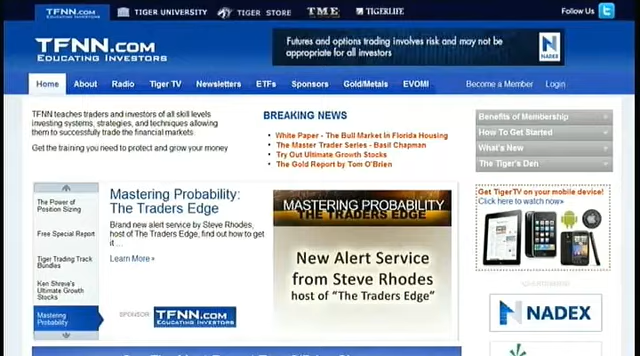 TFNN.COM
EDUCATING INVESTORS
TIGER UNIVERSITY
TIGER STORE
TME
TIGERLIFE
Follow Us
TFNN.COM
EDUCATING INVESTORS
Futures and options trading involves risk and may not be
appropriate for all investors
NADEX
Home About Radio Tiger TV Newsletters ETFs Sponsors Gold/Metals EVOMI Become a Member Login
TFNN teaches traders and investors of all skill levels
investing systems, strategies, and techniques allowing
them to successfully trade the financial markets.
Get the training you need to protect and grow your money
BREAKING NEWS
White Paper - The Bull Market In Florida Housing
The Master Trader Series - Basil Chapman
Try Out Ultimate Growth Stocks
The Gold Report by Tom O'Brien
Benefits of Membership
How To Get Started
What's New
The Tiger's Den
The Power of
Position Sizing
Free Special Report
Tiger Trading Track
Bundles
Ken Shreve's
Ultimate Growth
Stocks
Mastering
Probability
Mastering Probability:
The Traders Edge
Brand new alert service by Steve Rhodes,
host of The Traders Edge, find out how to get
it ...
Learn More »
SPONSOR
TFNN.COM
EDUCATING INVESTORS
MASTERING PROBABILITY
THE TRADERS EDGE
New Alert Service
from Steve Rhodes
host of "The Traders Edge"
Get TigerTV on your mobile device!
Click here to watch now»
NADEX